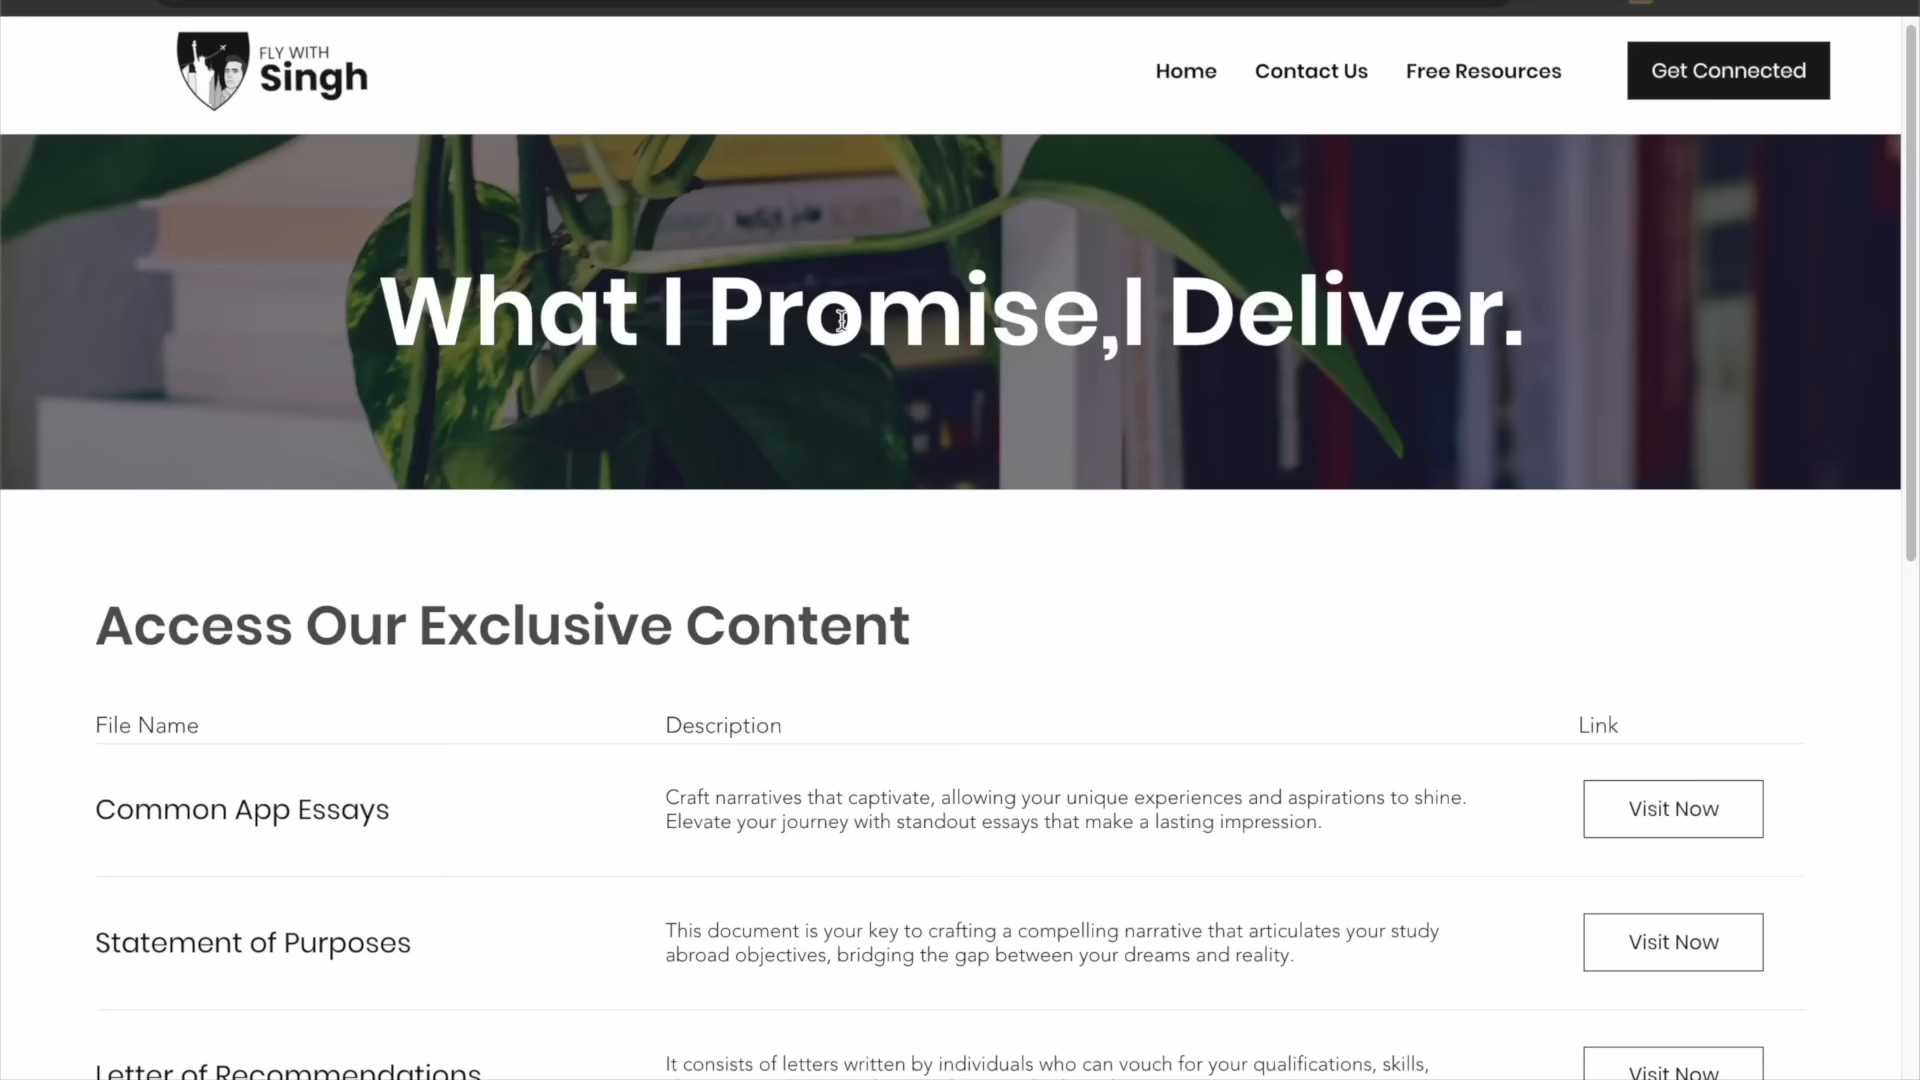 FLY WITH
Singh
Home
Contact Us
Free Resources
Get Connected
What I Promise,I Deliver.
Access Our Exclusive Content
File Name
Description
Link
Common App Essays
Craft narratives that captivate, allowing your unique experiences and aspirations to shine.
Elevate your journey with standout essays that make a lasting impression.
Visit Now
Statement of Purposes
This document is your key to crafting a compelling narrative that articulates your study
abroad objectives, bridging the gap between your dreams and reality.
Visit Now
Letter of Recommendations
It consists of letters written by individuals who can vouch for your qualifications, skills,
Visit Now